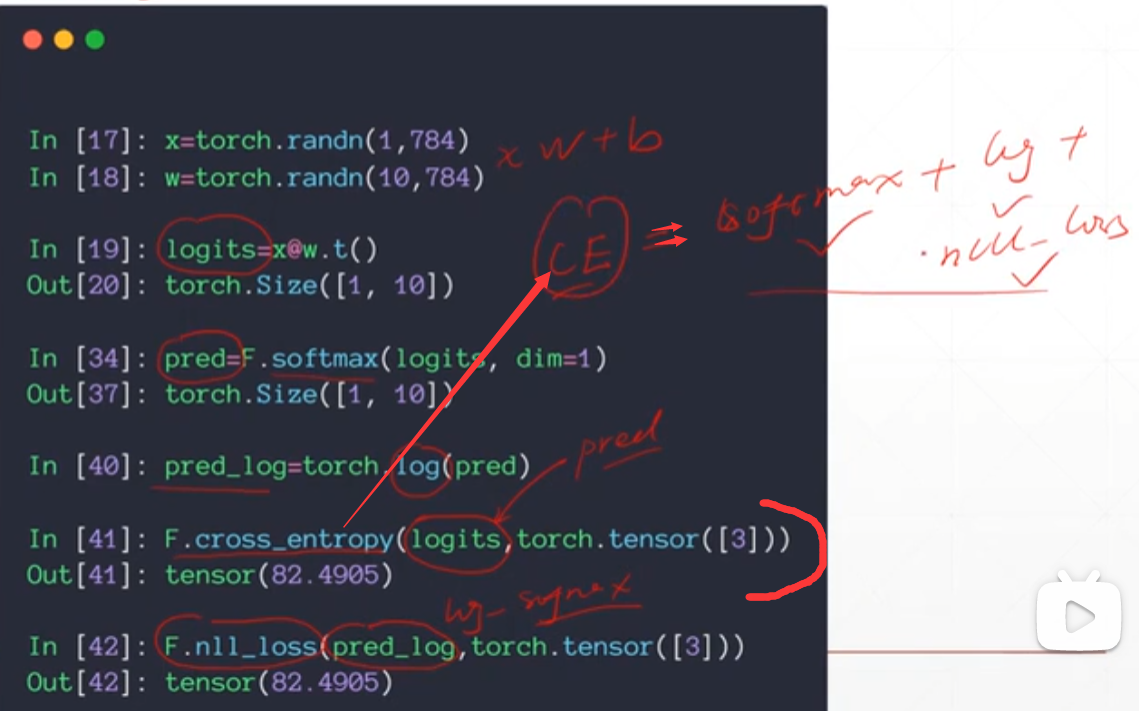 In [17]: x=torch.randn(1,784)
x w + b
In [18]: w=torch.randn(10,784)
softmax + log +
In [19]: logits=x@w.t()
CE
Out[20]: torch.Size([1, 10])
In [34]: pred=F.softmax(logits, dim=1)
Out[37]: torch.Size([1, 10])
pred
In [40]: pred_log=torch.log(pred)
In [41]: F.cross_entropy(logits,torch.tensor([3]))
Out[41]: tensor(82.4905)
In [42]: F.nll_loss(pred_log,torch.tensor([3]))
Out[42]: tensor(82.4905)